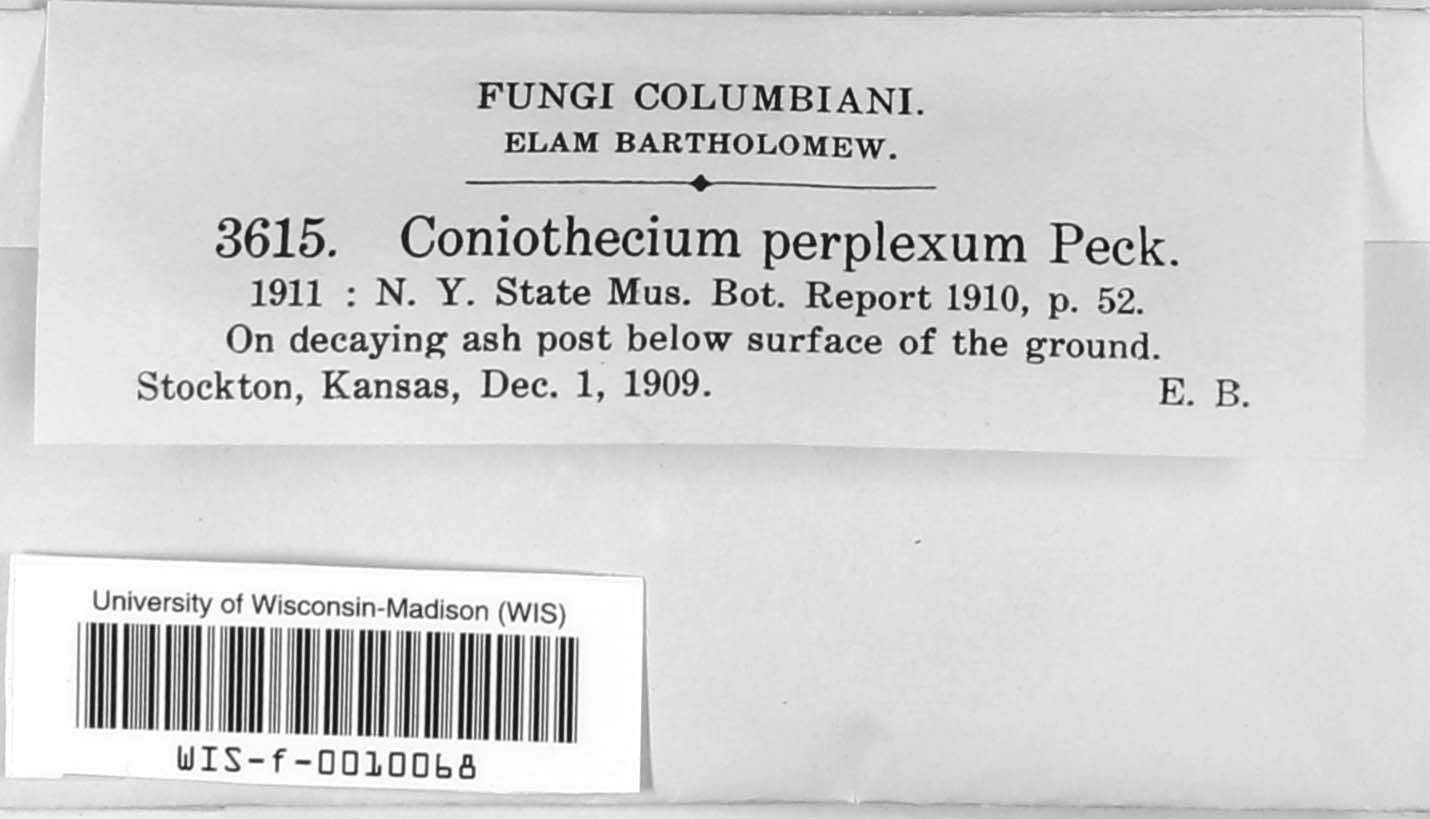 FUNGI COLUMBIANI.
ELAM BARTHOLOMEW.
3615. Coniothecium perplexum Peck.
1911 : N. Y. State Mus. Bot. Report 1910, p. 52.
On decaying ash post below surface of the ground.
Stockton, Kansas, Dec. 1, 1909. E. B.
University of Wisconsin-Madison (WIS)
WIS-f-0010068